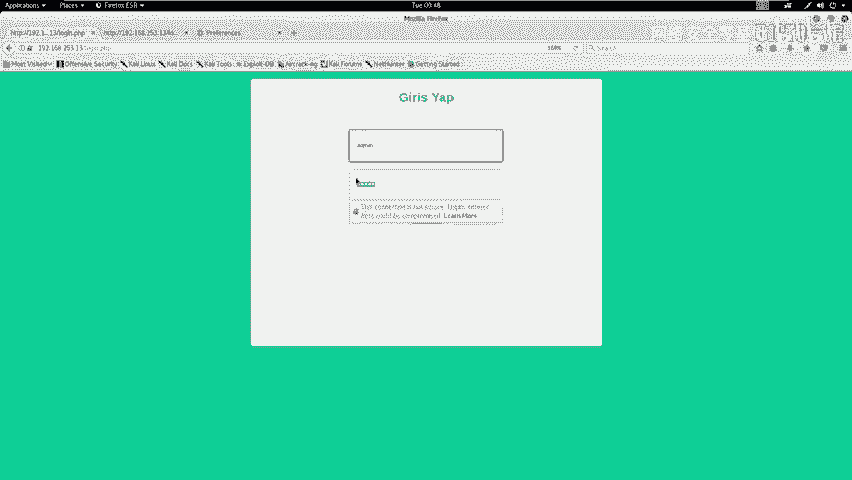 Applications Places Firefox ESR Tue 09:48
Mozilla Firefox
http://192.1...13/login.php http://192.168.253.13/lo... Preferences
192.168.253.13/login.php Search
Most Visited Offensive Security Kali Linux Kali Docs Kali Tools Exploit-DB Aircrack-ng Kali Forums NetHunter Getting Started
Giris Yap
admin
This connection is not secure. Logins entered
here could be compromised. Learn More